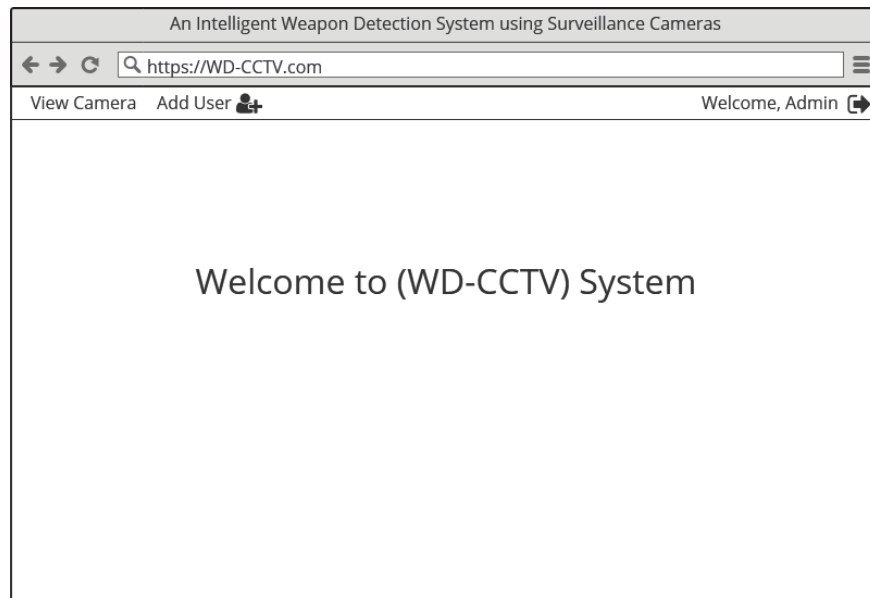 An Intelligent Weapon Detection System using Surveillance Cameras
https://WD-CCTV.com
View Camera Add User Welcome, Admin
Welcome to (WD-CCTV) System